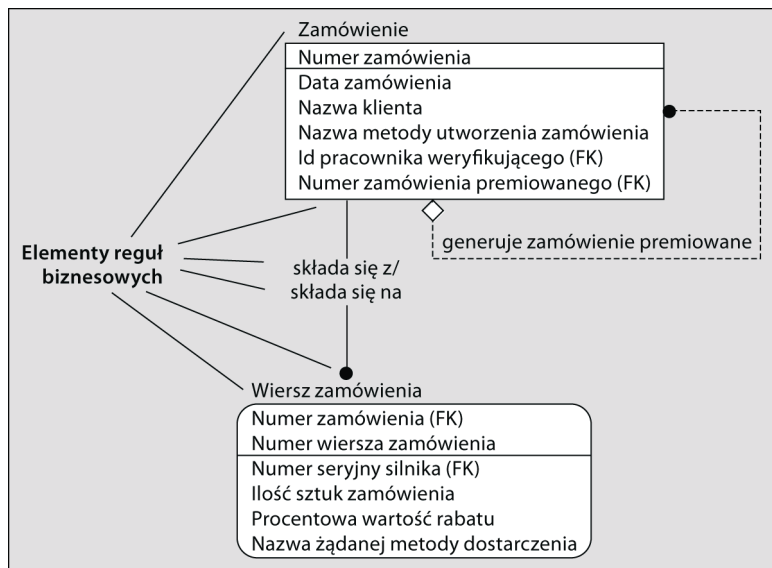 Zamówienie
Numer zamówienia
Data zamówienia
Nazwa klienta
Nazwa metody utworzenia zamówienia
Id pracownika weryfikującego (FK)
Numer zamówienia premiowanego (FK)
generuje zamówienie premiowane
Elementy reguł
biznesowych
składa się z/
składa się na
Wiersz zamówienia
Numer zamówienia (FK)
Numer wiersza zamówienia
Numer seryjny silnika (FK)
Ilość sztuk zamówienia
Procentowa wartość rabatu
Nazwa żądanej metody dostarczenia